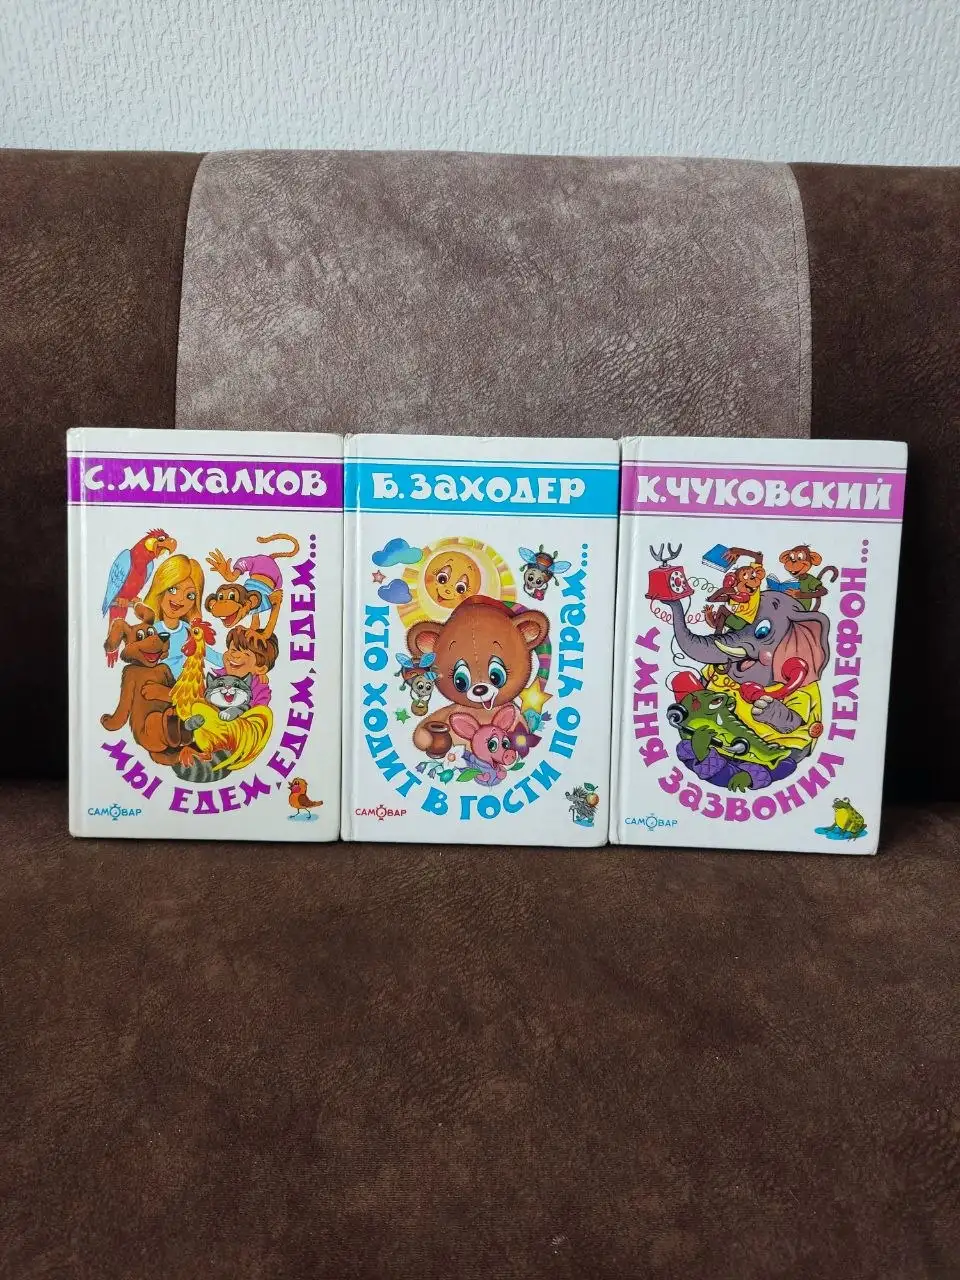 С. МИХАЛКОВ
МЫ ЕДЕМ, ЕДЕМ, ЕДЕМ...
САМОВАР
Б. ЗАХОДЕР
КТО ХОДИТ В ГОСТИ ПО УТРАМ...
САМОВАР
К. ЧУКОВСКИЙ
У МЕНЯ ЗАЗВОНИЛ ТЕЛЕФОН...
САМОВАР